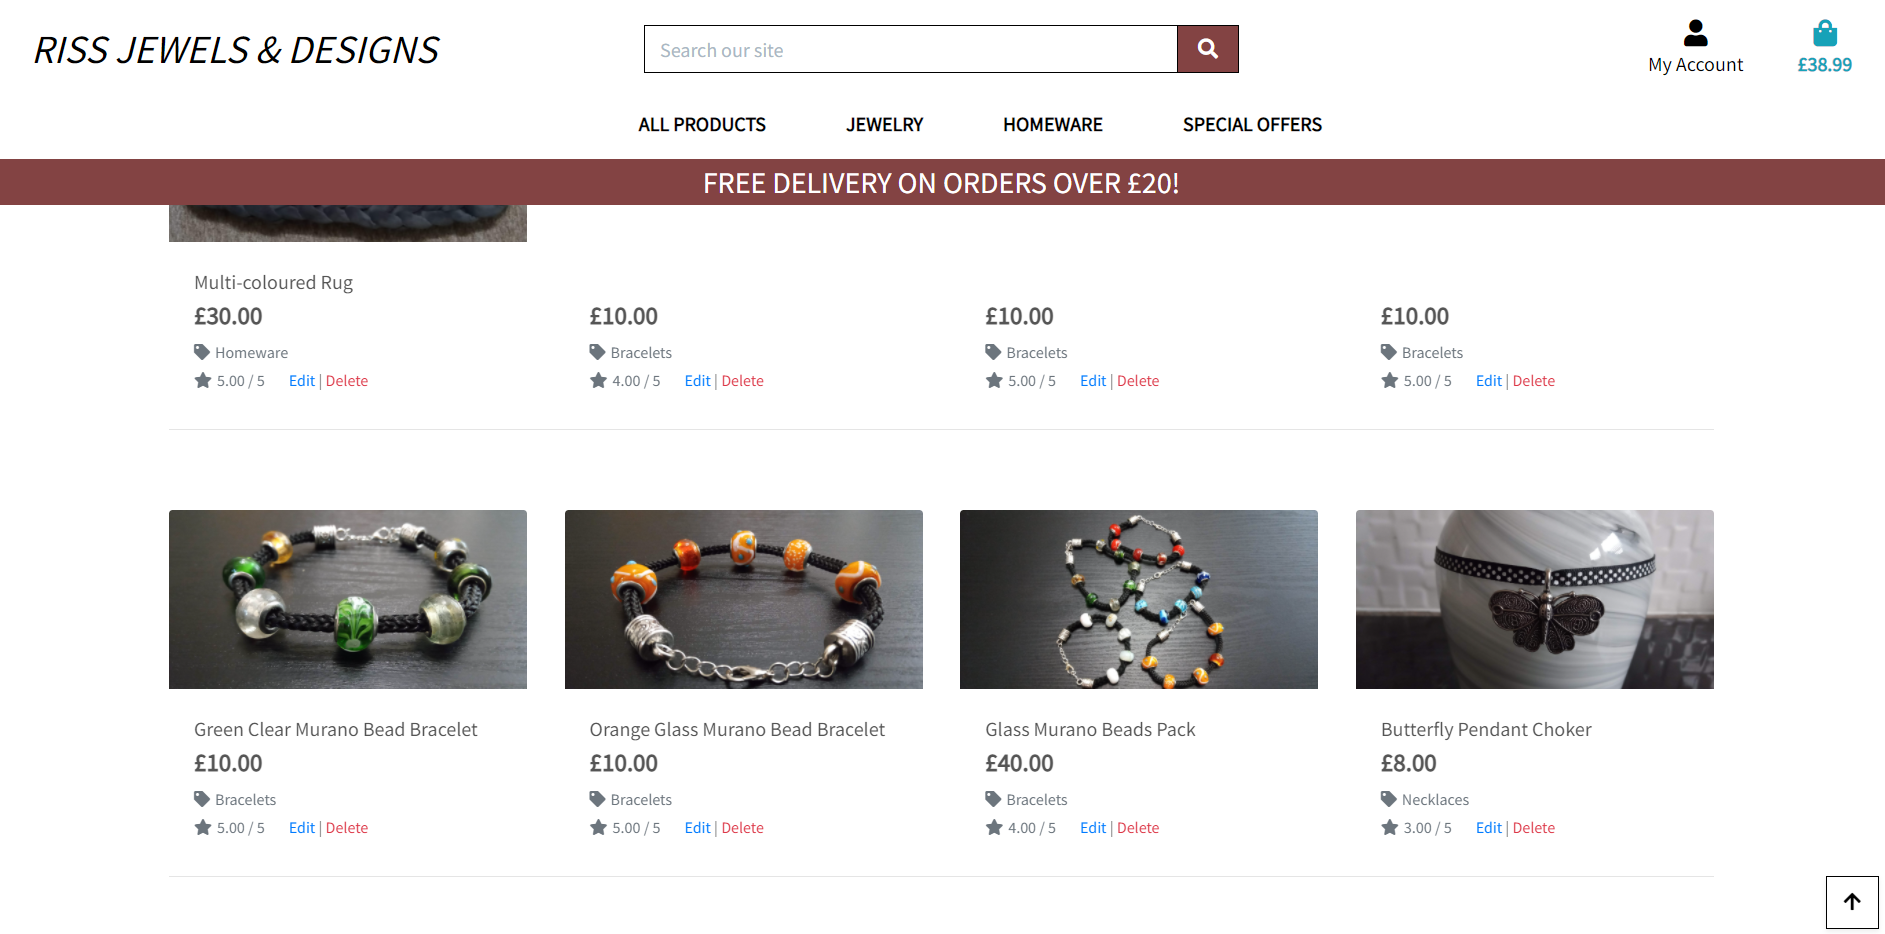 RISS JEWELS & DESIGNS
Search our site
My Account
£38.99
ALL PRODUCTS JEWELRY HOMEWARE SPECIAL OFFERS
FREE DELIVERY ON ORDERS OVER £20!
Multi-coloured Rug
£30.00 £10.00 £10.00 £10.00
Homeware Bracelets Bracelets Bracelets
5.00 / 5 Edit | Delete 4.00 / 5 Edit | Delete 5.00 / 5 Edit | Delete 5.00 / 5 Edit | Delete
Green Clear Murano Bead Bracelet Orange Glass Murano Bead Bracelet Glass Murano Beads Pack Butterfly Pendant Choker
£10.00 £10.00 £40.00 £8.00
Bracelets Bracelets Bracelets Necklaces
5.00 / 5 Edit | Delete 5.00 / 5 Edit | Delete 4.00 / 5 Edit | Delete 3.00 / 5 Edit | Delete